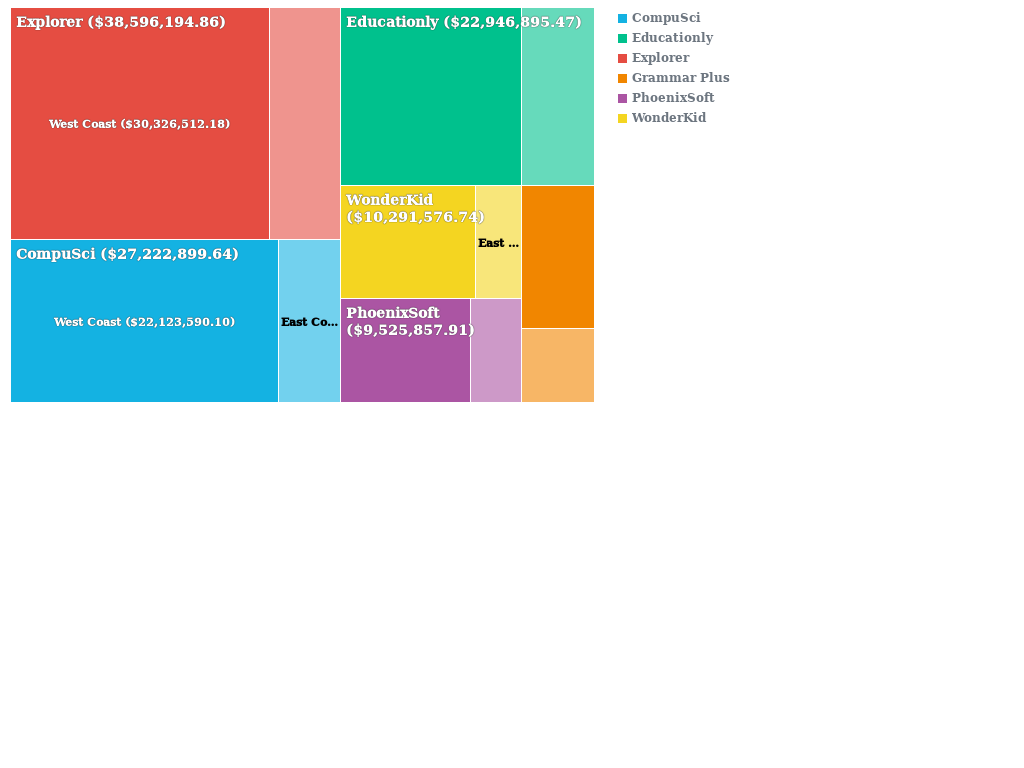 Explorer ($38,596,194.86)
West Coast ($30,326,512.18)
CompuSci ($27,222,899.64)
West Coast ($22,123,590.10)
East Co...
Educationly ($22,946,895.47)
WonderKid
($10,291,576.74)
East ...
PhoenixSoft
($9,525,857.91)
CompuSci
Educationly
Explorer
Grammar Plus
PhoenixSoft
WonderKid